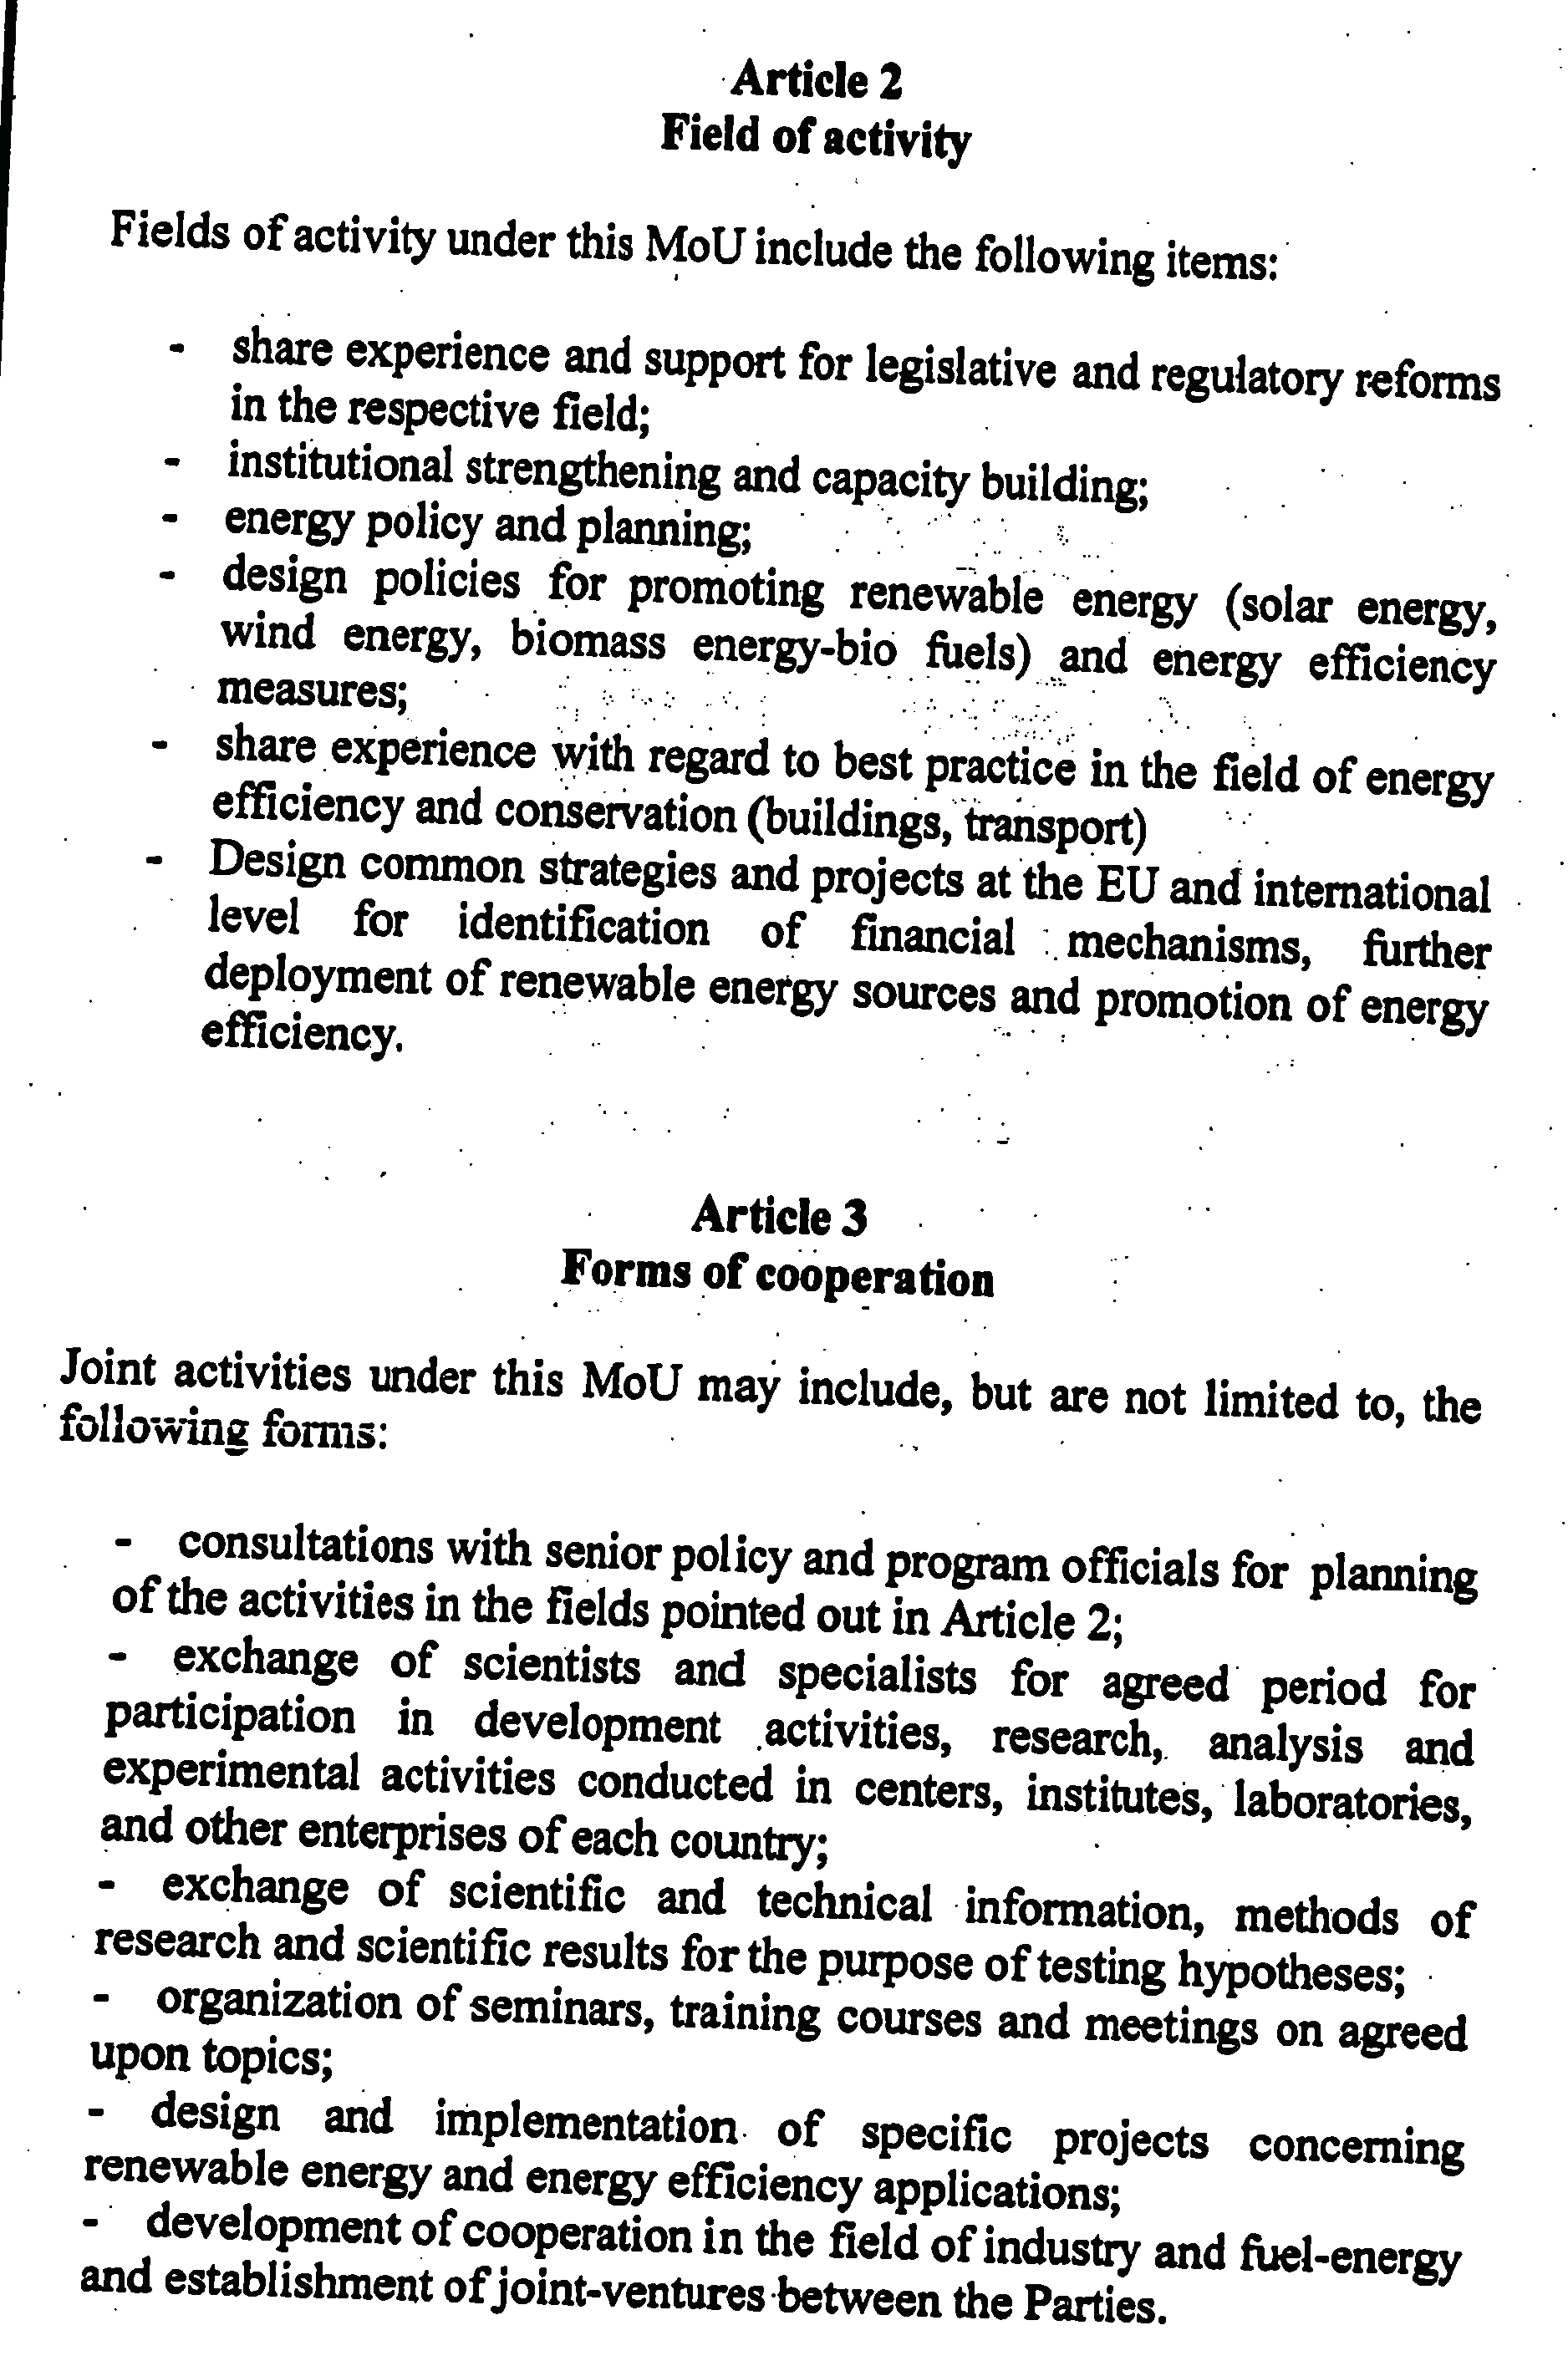 Article 2
Field of activity
Fields of activity under this MoU include the following items:
- share experience and support for legislative and regulatory reforms
in the respective field;
- institutional strengthening and capacity building;
- energy policy and planning;
- design policies for promoting renewable energy (solar energy,
wind energy, biomass energy-bio fuels) and energy efficiency
measures;
- share experience with regard to best practice in the field of energy
efficiency and conservation (buildings, transport)
- Design common strategies and projects at the EU and international
level for identification of financial mechanisms, further
deployment of renewable energy sources and promotion of energy
efficiency.
Article 3
Forms of cooperation
Joint activities under this MoU may include, but are not limited to, the
following forms:
- consultations with senior policy and program officials for planning
of the activities in the fields pointed out in Article 2;
- exchange of scientists and specialists for agreed period for
participation in development activities, research, analysis and
experimental activities conducted in centers, institutes, laboratories,
and other enterprises of each country;
- exchange of scientific and technical information, methods of
research and scientific results for the purpose of testing hypotheses;
- organization of seminars, training courses and meetings on agreed
upon topics;
- design and implementation of specific projects concerning
renewable energy and energy efficiency applications;
- development of cooperation in the field of industry and fuel-energy
and establishment of joint-ventures between the Parties.